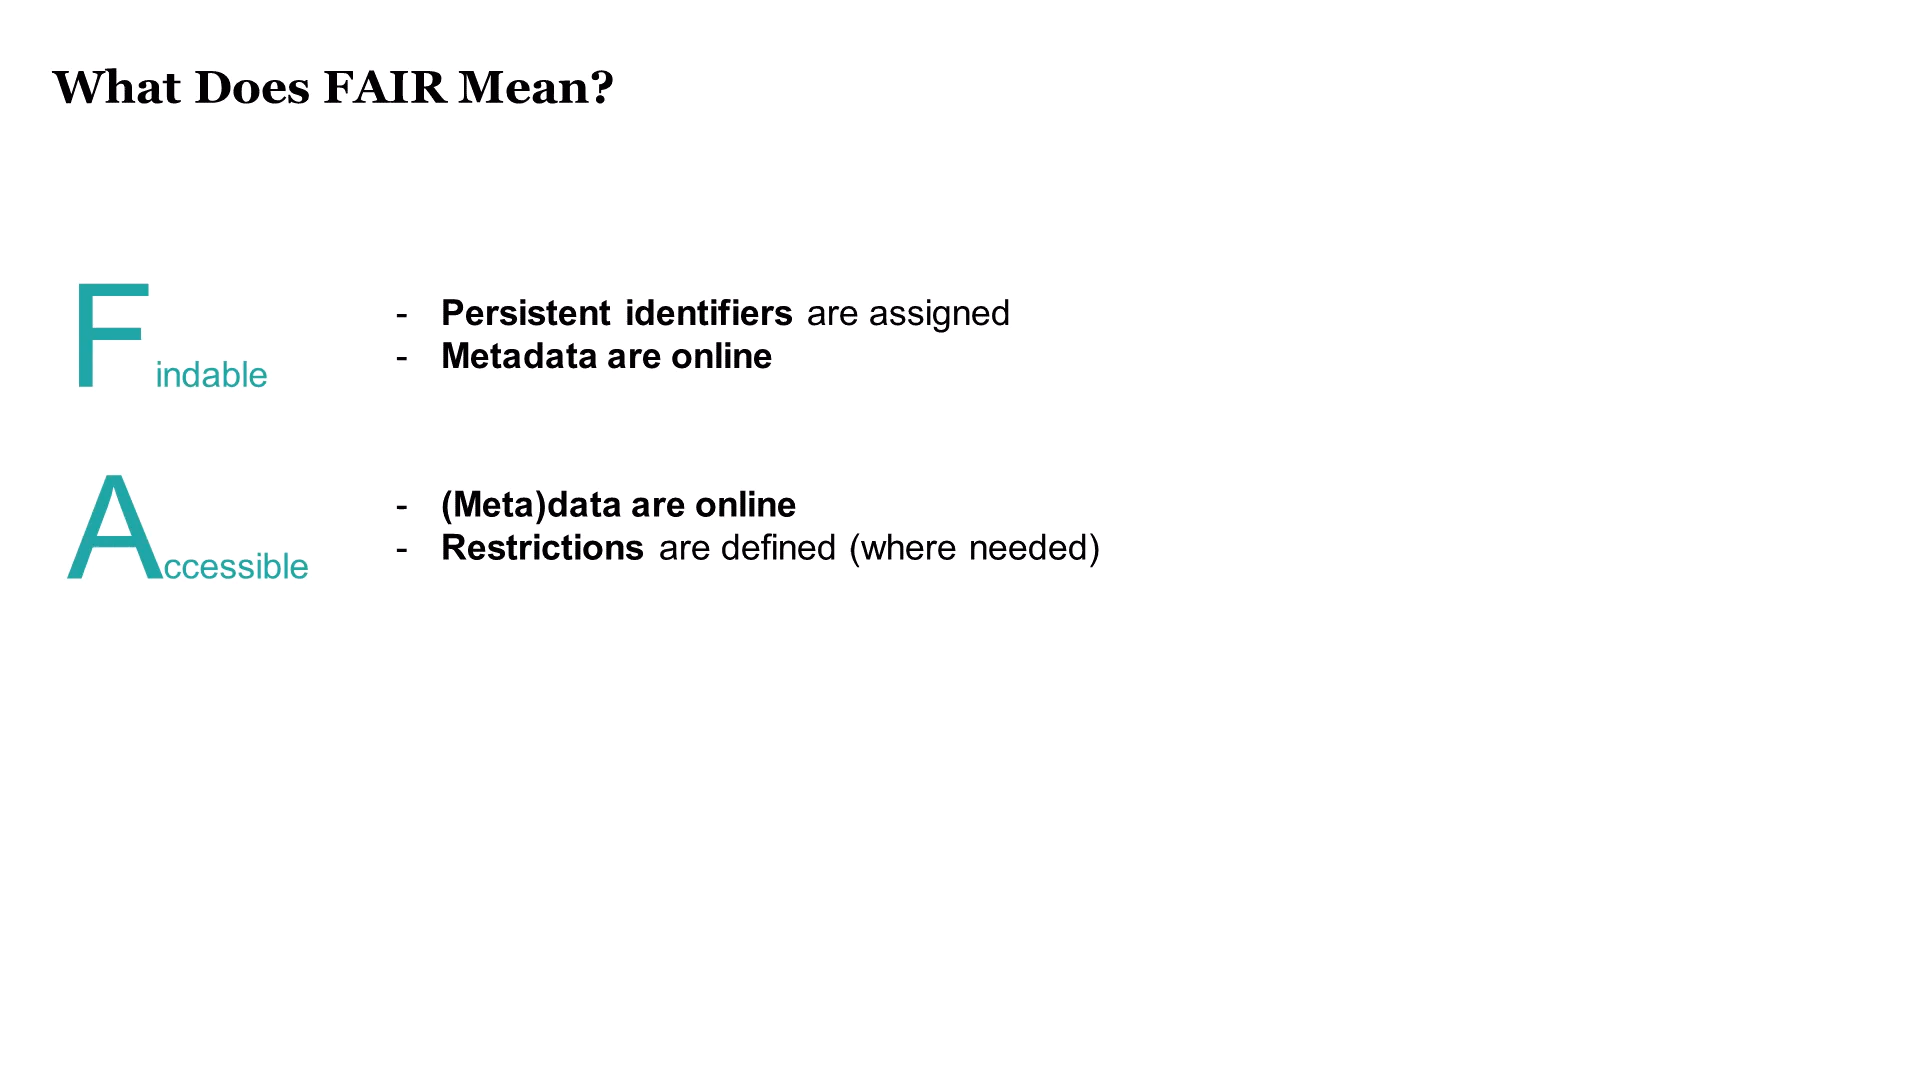 What Does FAIR Mean?
Findable
- Persistent identifiers are assigned
- Metadata are online
Accessible
- (Meta)data are online
- Restrictions are defined (where needed)